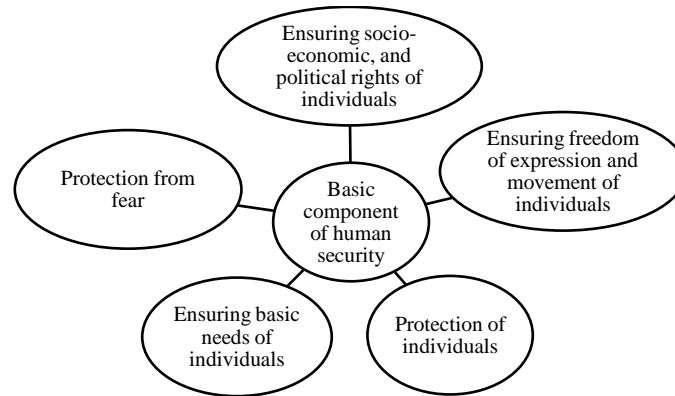 Ensuring socio-
economic, and
political rights of
individuals
Ensuring freedom
of expression and
movement of
individuals
Protection from
fear
Basic
component
of human
security
Ensuring basic
needs of
individuals
Protection of
individuals